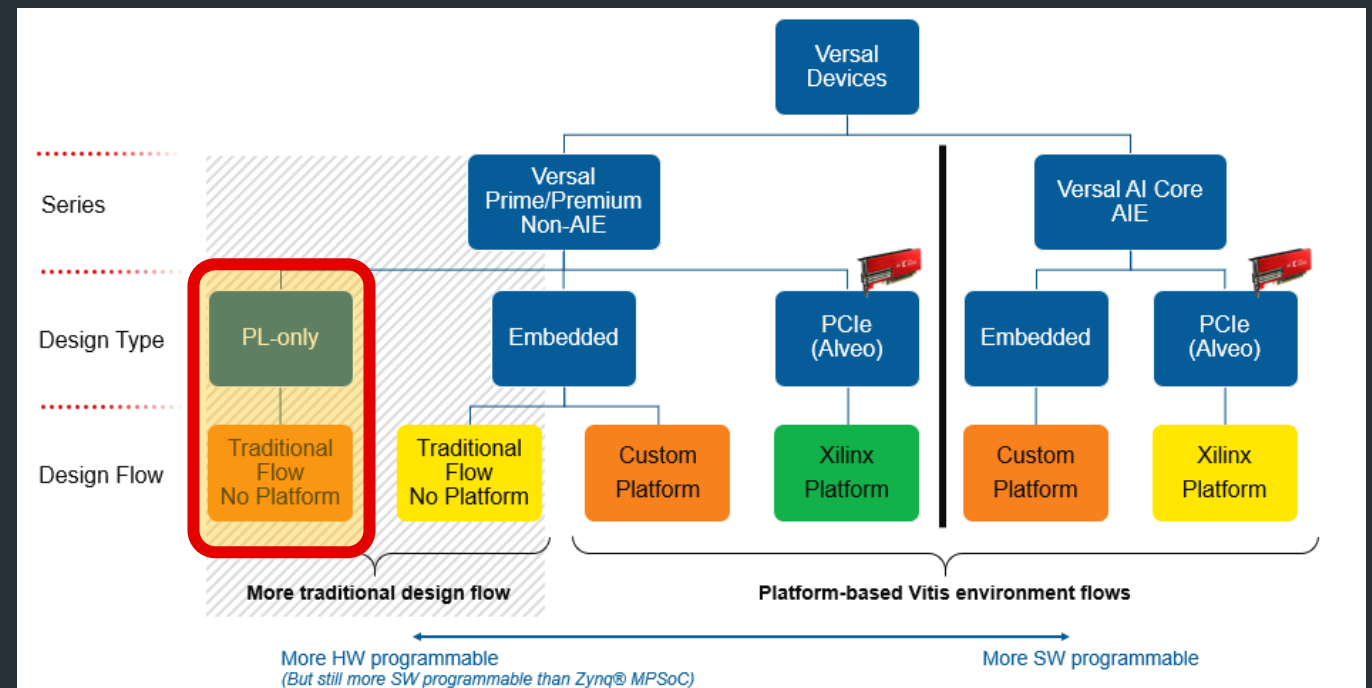 Versal
Devices
Series
Versal
Prime/Premium
Non-AIE
Versal AI Core
AIE
Design Type
PL-only
Embedded
PCIe
(Alveo)
Embedded
PCIe
(Alveo)
Design Flow
Traditional
Flow
No Platform
Traditional
Flow
No Platform
Custom
Platform
Xilinx
Platform
Custom
Platform
Xilinx
Platform
More traditional design flow
Platform-based Vitis environment flows
More HW programmable
(But still more SW programmable than Zynq® MPSoC)
More SW programmable